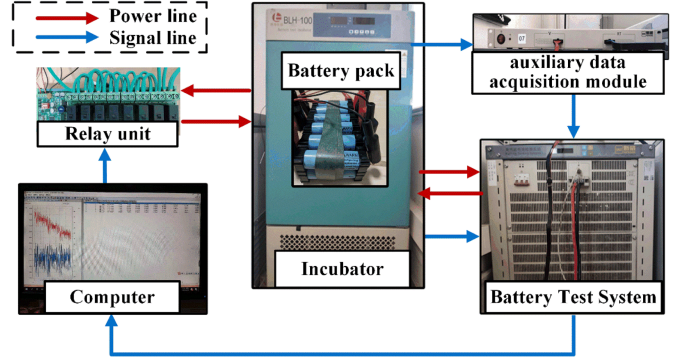 Power line
Signal line
BLH-100
Battery pack
07
auxiliary data
acquisition module
Relay unit
Computer
Incubator
Battery Test System